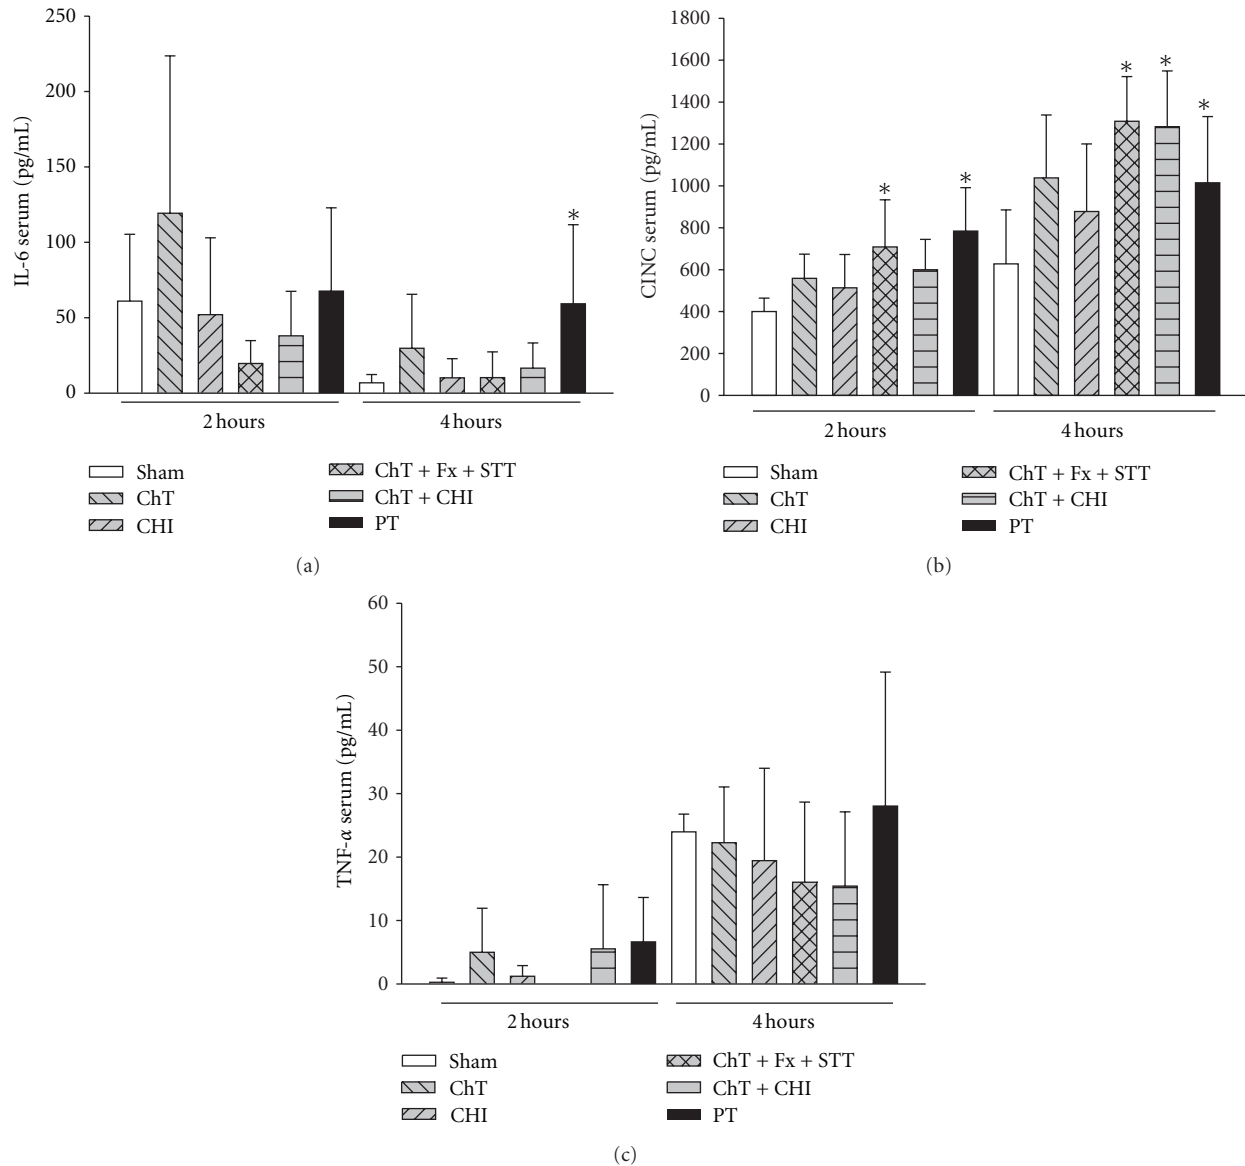 250
200
150
100
50
0
IL-6 serum (pg/mL)
*
2 hours
4 hours
Sham
ChT
CHI
ChT + Fx + STT
ChT + CHI
PT
(a)
1800
1600
1400
1200
1000
800
600
400
200
0
CINC serum (pg/mL)
*
*
*
*
*
2 hours
4 hours
Sham
ChT
CHI
ChT + Fx + STT
ChT + CHI
PT
(b)
60
50
40
30
20
10
0
TNF-α serum (pg/mL)
2 hours
4 hours
Sham
ChT
CHI
ChT + Fx + STT
ChT + CHI
PT
(c)